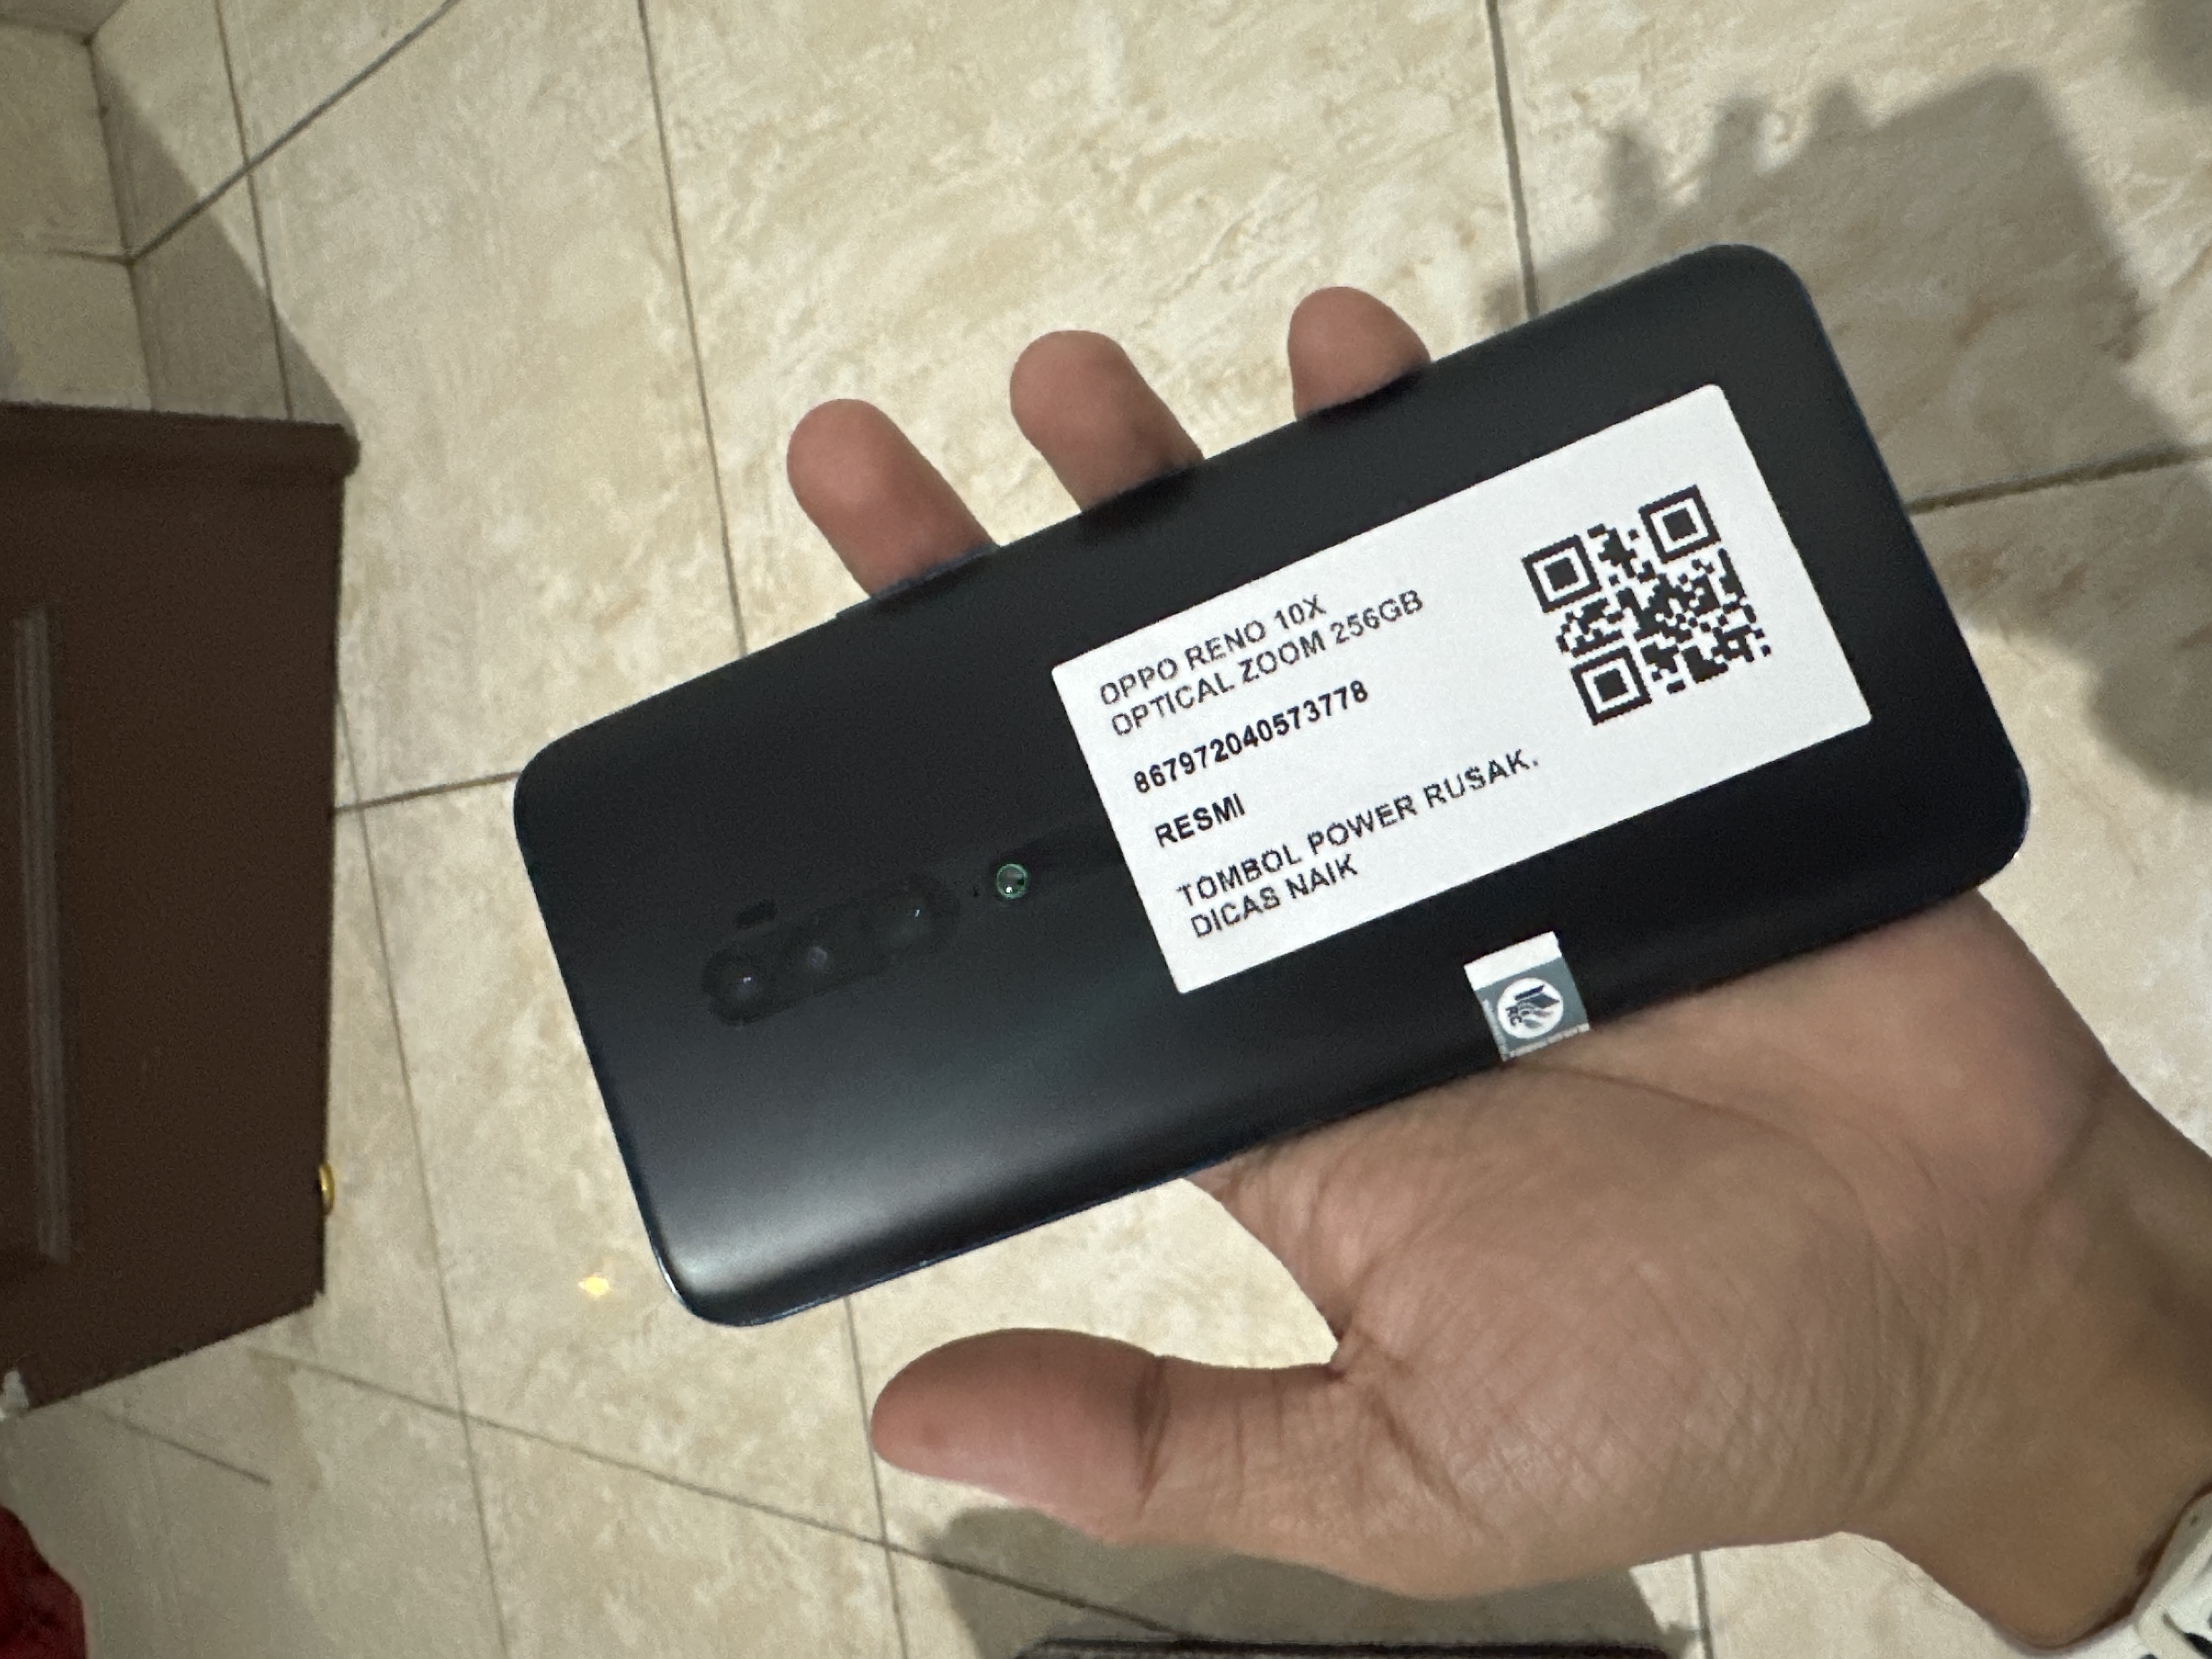 OPPO RENO 10X
OPTICAL ZOOM 256GB
867972040573778
RESMI
TOMBOL POWER RUSAK.
DICAS NAIK